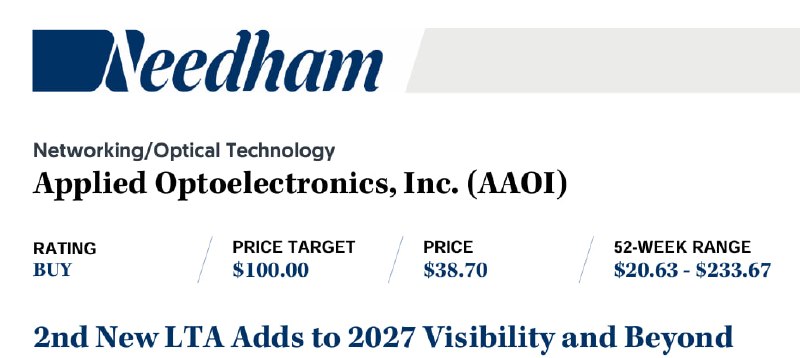 Needham
Networking/Optical Technology
Applied Optoelectronics, Inc. (AAOI)
RATING
BUY
PRICE TARGET
$100.00
PRICE
$38.70
52-WEEK RANGE
$20.63 - $233.67
2nd New LTA Adds to 2027 Visibility and Beyond